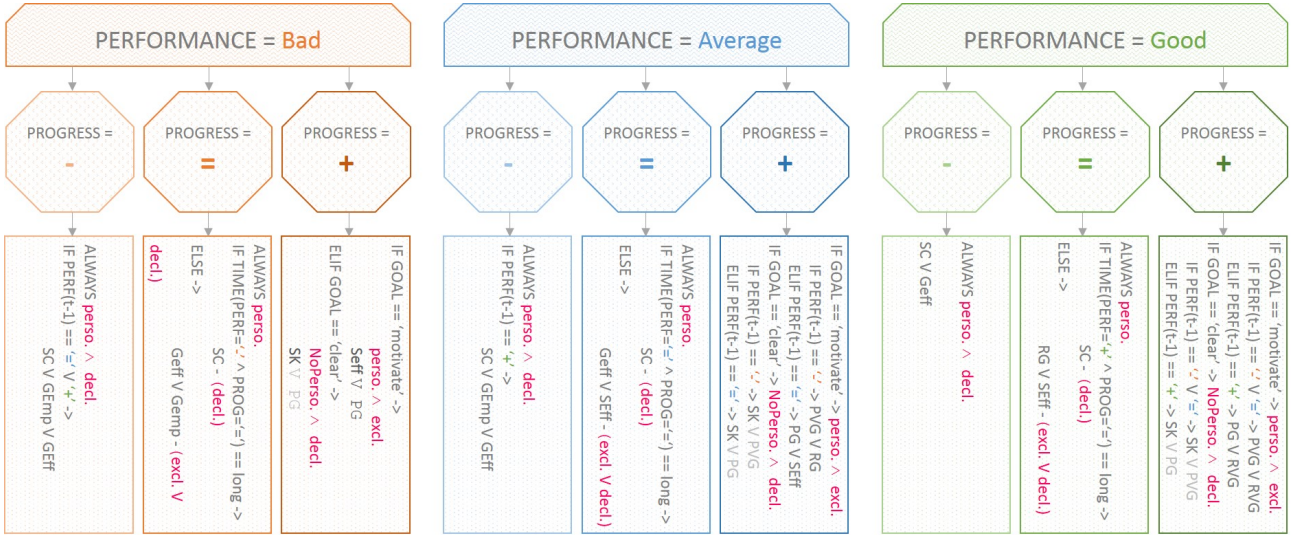 PERFORMANCE = Bad
PROGRESS =
-
PROGRESS =
=
PROGRESS =
+
ALWAYS perso. ^ decl.
IF PERF(t-1) == ‘=‘ V ‘+‘ ->
SC V GEmp V GEff
ALWAYS perso.
IF TIME(PERF=‘-‘ ^ PROG=‘=‘) == long ->
SC - (decl.)
ELSE ->
Geff V Gemp - (excl. V
decl.)
IF GOAL == ‘motivate’ ->
perso. ^ excl.
Seff V PG
ELIF GOAL ==‘clear’ ->
NoPerso. ^ decl.
SK V PG
PERFORMANCE = Average
PROGRESS =
-
PROGRESS =
=
PROGRESS =
+
ALWAYS perso. ^ decl.
IF PERF(t-1) == ‘+‘ ->
SC V GEmp V GEff
ALWAYS perso.
IF TIME(PERF=‘=‘ ^ PROG=‘=‘) == long ->
SC - (decl.)
ELSE ->
Geff V SEff - (excl. V decl.)
IF GOAL == ‘motivate’ -> perso. ^ excl.
IF PERF(t-1) == ‘-‘ -> PVG V RG
ELIF PERF(t-1) == ‘=‘ -> PG V SEff
IF GOAL == ‘clear’ -> NoPerso. ^ decl.
IF PERF(t-1) == ‘-‘ -> SK V PVG
ELIF PERF(t-1) == ‘=‘ -> SK V PG
PERFORMANCE = Good
PROGRESS =
-
PROGRESS =
=
PROGRESS =
+
ALWAYS perso. ^ decl.
SC V Geff
ALWAYS perso.
IF TIME(PERF=‘+‘ ^ PROG=‘=‘) == long ->
SC - (decl.)
ELSE ->
RG V SEff - (excl. V decl.)
IF GOAL == ‘motivate’ -> perso. ^ excl.
IF PERF(t-1) == ‘-‘ V ‘=‘ -> PVG V RVG
ELIF PERF(t-1) == ‘+‘ -> PG V RVG
IF GOAL == ‘clear’ -> NoPerso. ^ decl.
IF PERF(t-1) == ‘-‘ V ‘=‘ -> SK V PVG
ELIF PERF(t-1) == ‘+‘ -> SK V PG